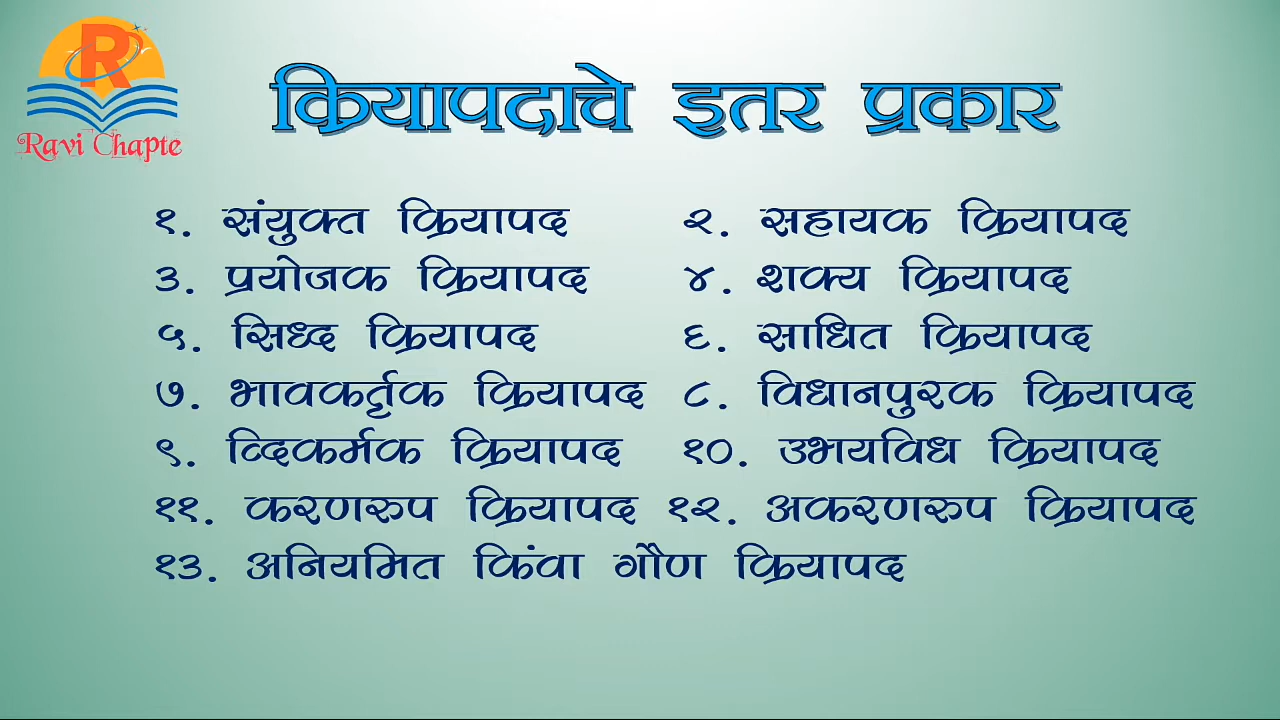 R
Ravi Chapte
क्रियापदाचे इतर प्रकार
१. संयुक्त क्रियापद २. सहायक क्रियापद
३. प्रयोजक क्रियापद ४. शक्य क्रियापद
५. सिध्द क्रियापद ६. साधित क्रियापद
७. भावकर्तृक क्रियापद ८. विधानपुरक क्रियापद
९. व्दिकर्मक क्रियापद १०. उभयविध क्रियापद
११. करणरुप क्रियापद १२. अकरणरुप क्रियापद
१३. अनियमित किंवा गौण क्रियापद